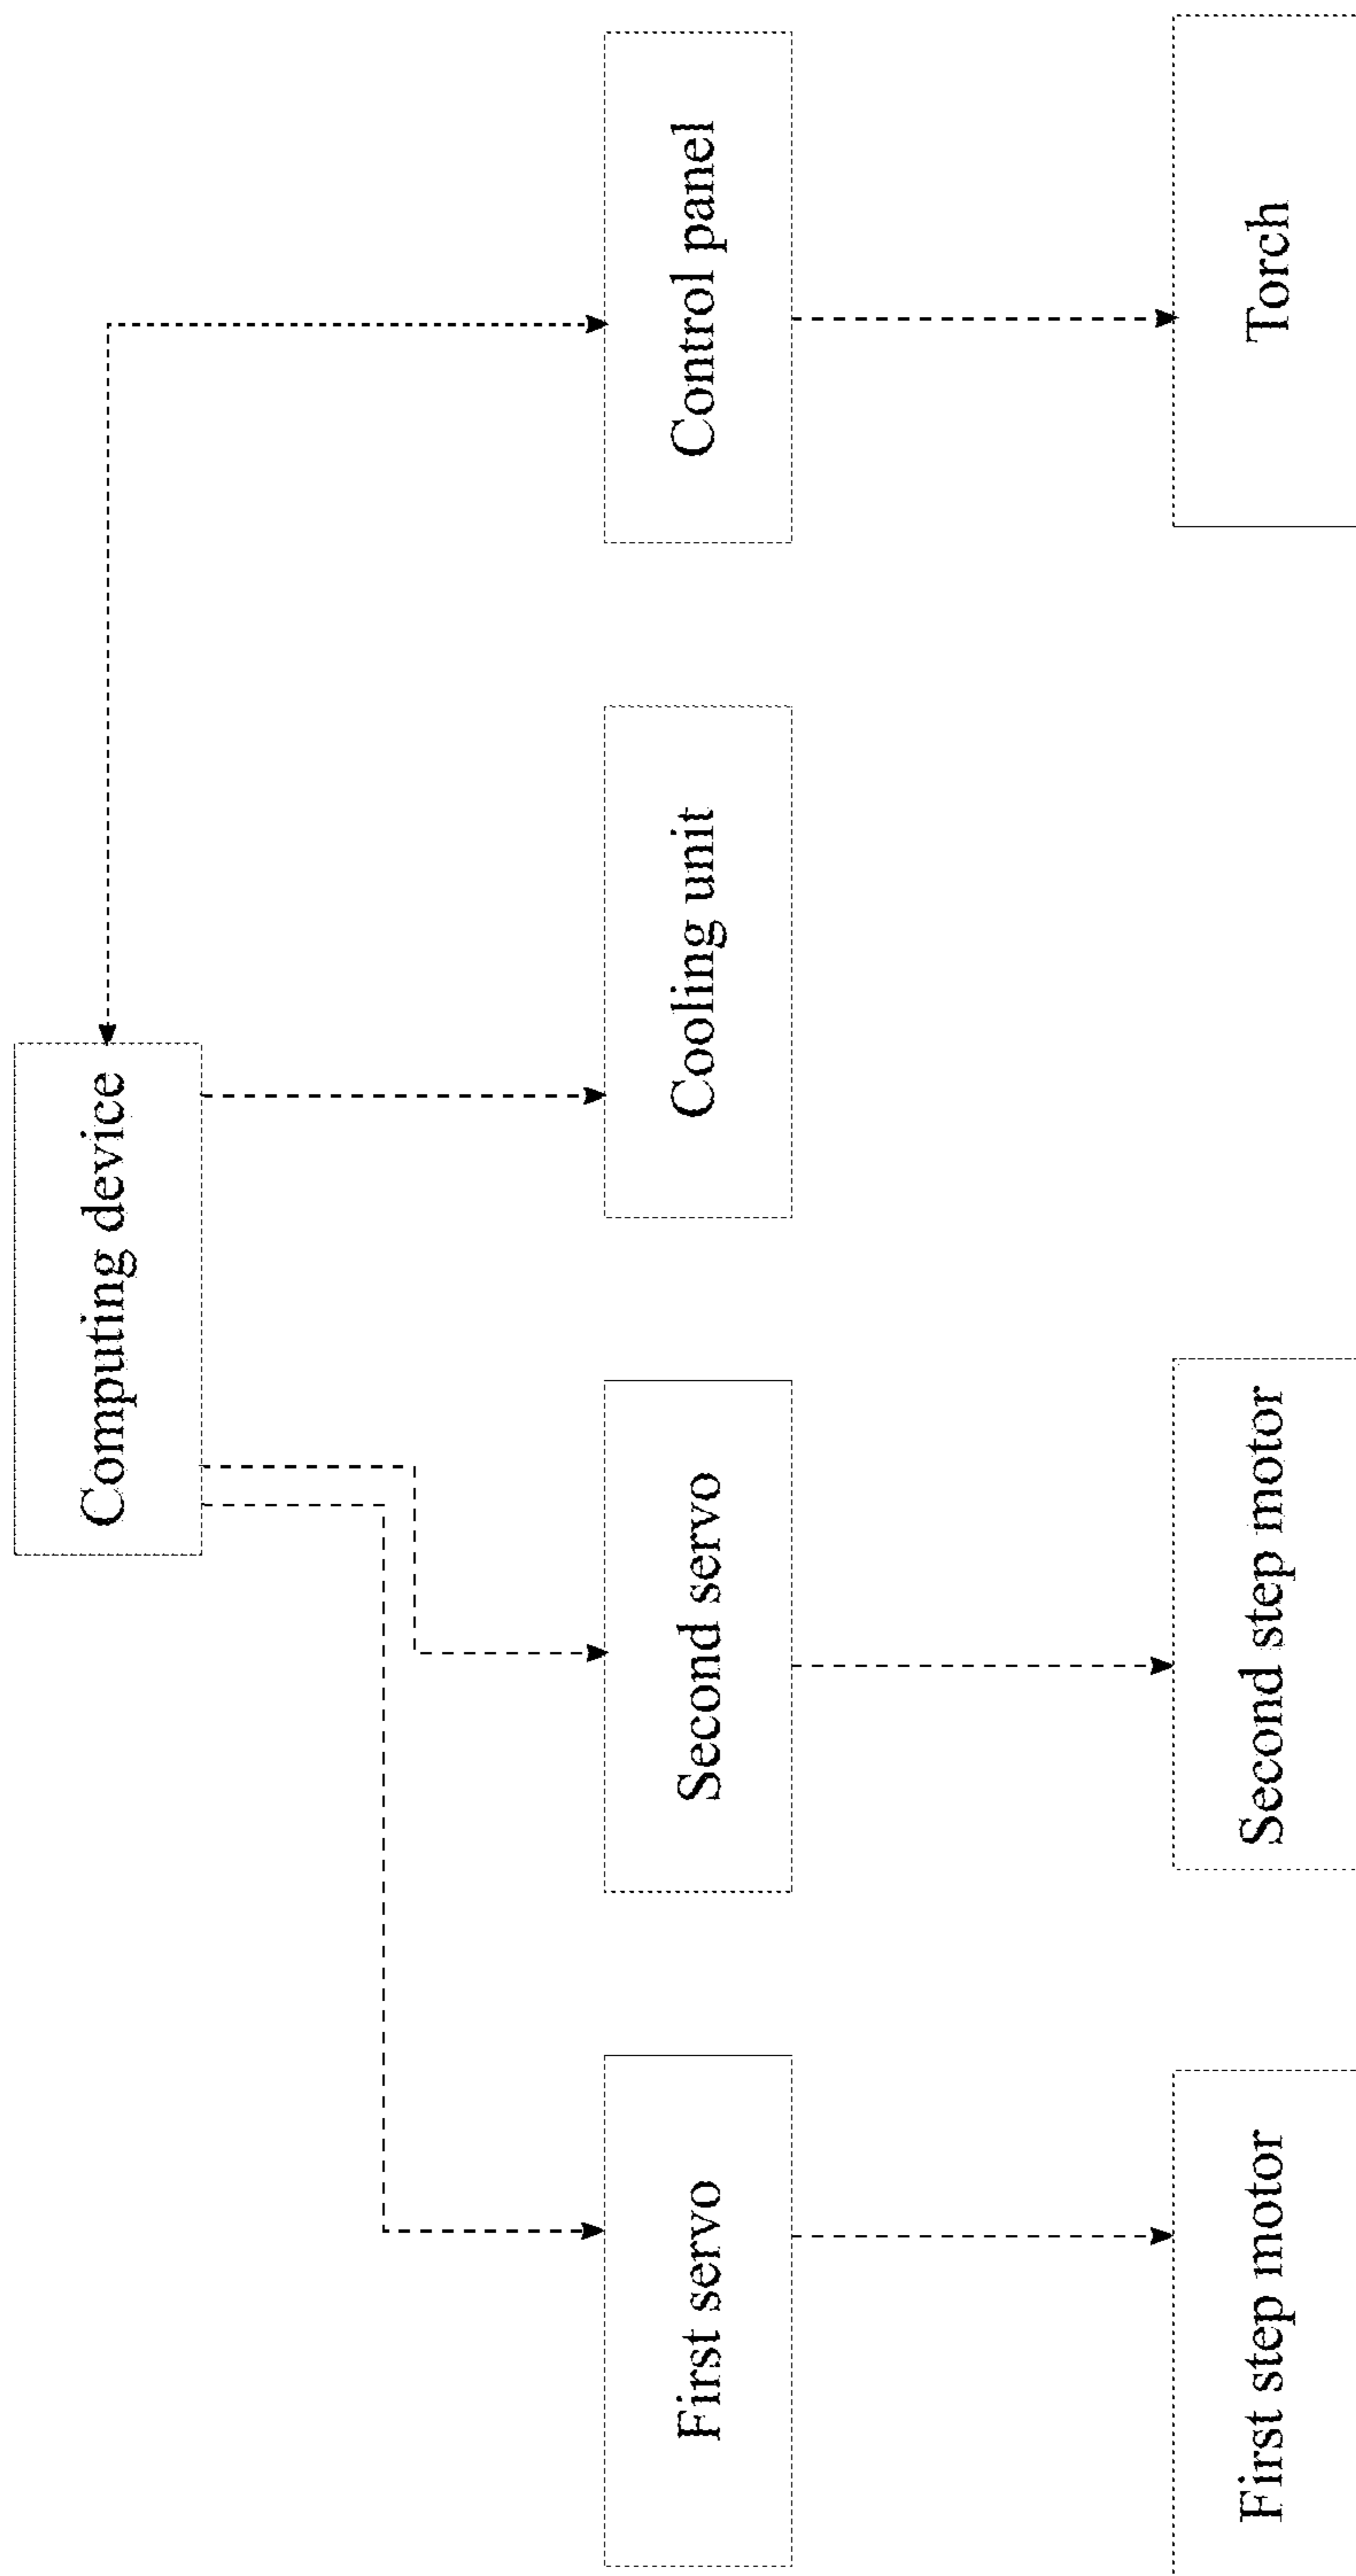 Computing device
First servo
Second servo
Cooling unit
Control panel
First step motor
Second step motor
Torch